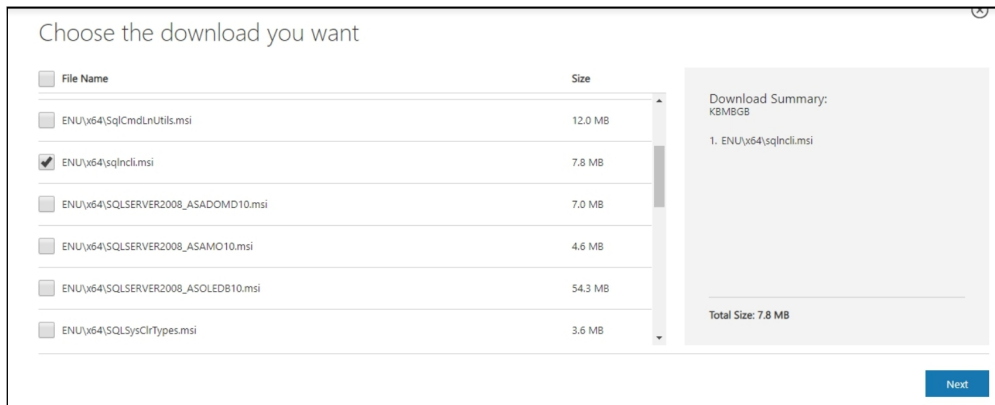 Choose the download you want
File Name Size
ENU\x64\SqlCmdLnUtils.msi 12.0 MB
ENU\x64\sqlncli.msi 7.8 MB
ENU\x64\SQLSERVER2008_ASADOMD10.msi 7.0 MB
ENU\x64\SQLSERVER2008_ASAMO10.msi 4.6 MB
ENU\x64\SQLSERVER2008_ASOLEDB10.msi 54.3 MB
ENU\x64\SQLSysClrTypes.msi 3.6 MB
Download Summary:
KBMBGB
1. ENU\x64\sqlncli.msi
Total Size: 7.8 MB
Next